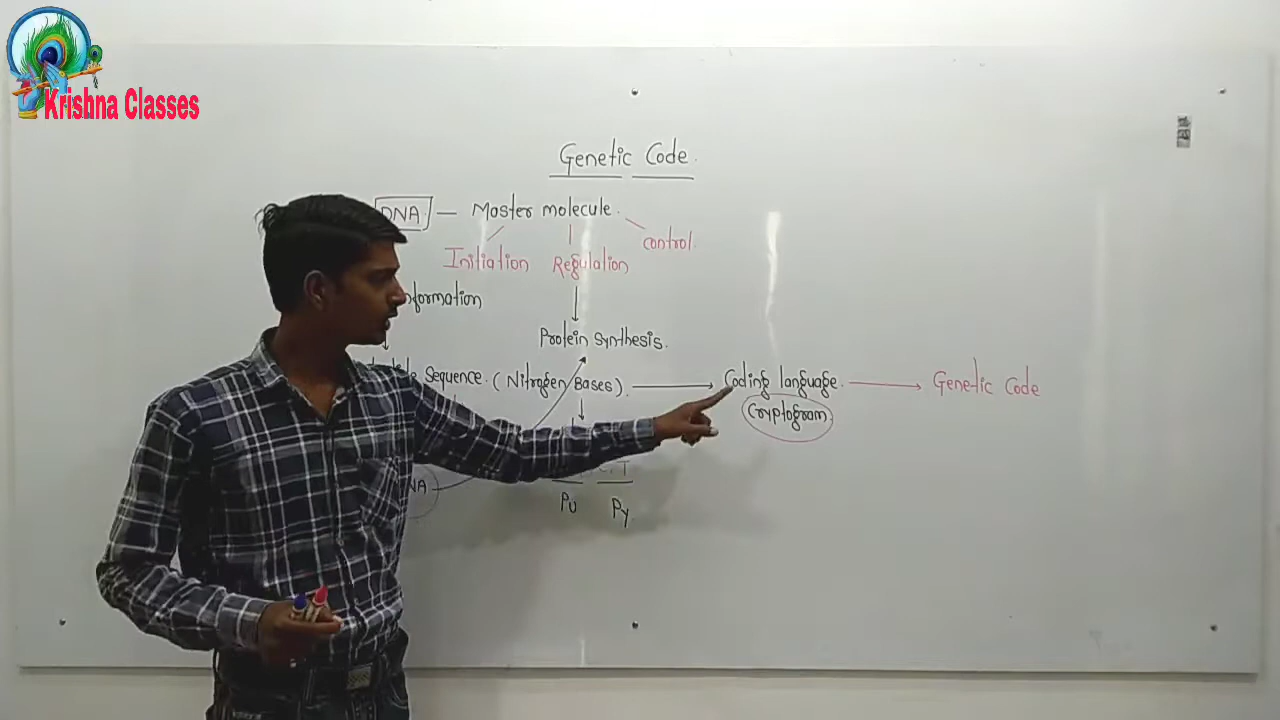 Krishna Classes
Genetic Code.
DNA. — Master molecule.
Initiation Regulation control.
formation
Protein Synthesis.
Sequence. (Nitrogen Bases). Coding language. Genetic Code
Cryptogram
Pu Py